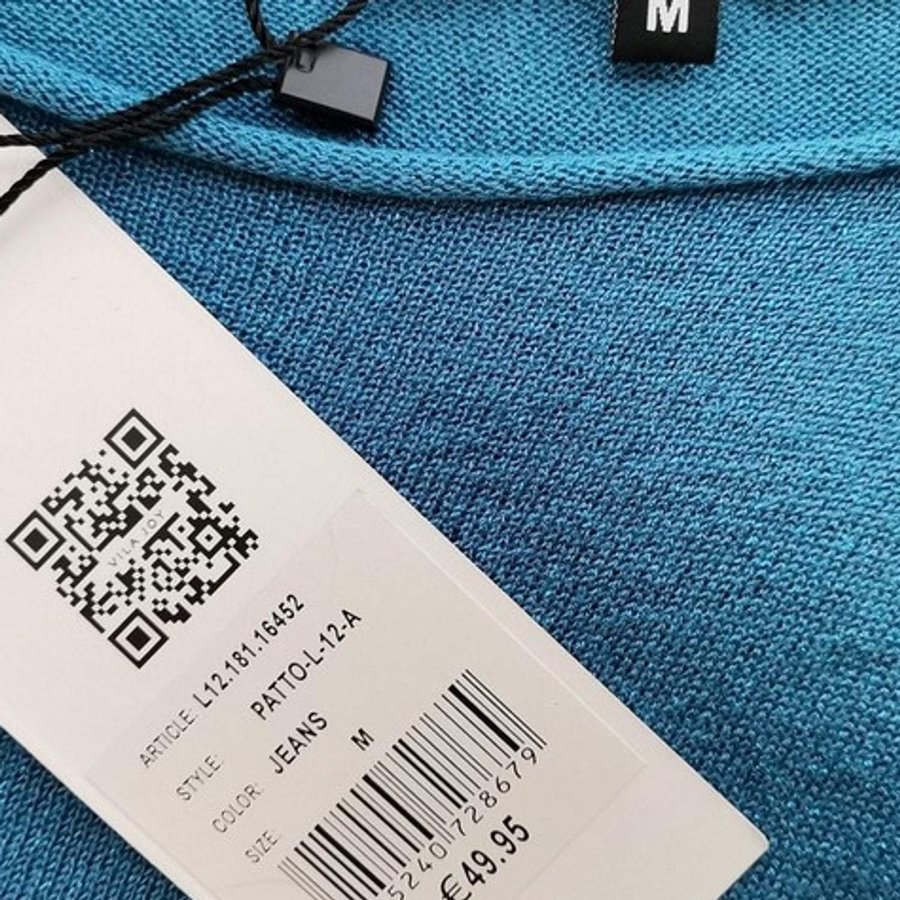 M
VILA JOY
ARTICLE: L12.181.16452
STYLE: PATTO-L-12-A
COLOR: JEANS
SIZE: M
5240728679
€49.95